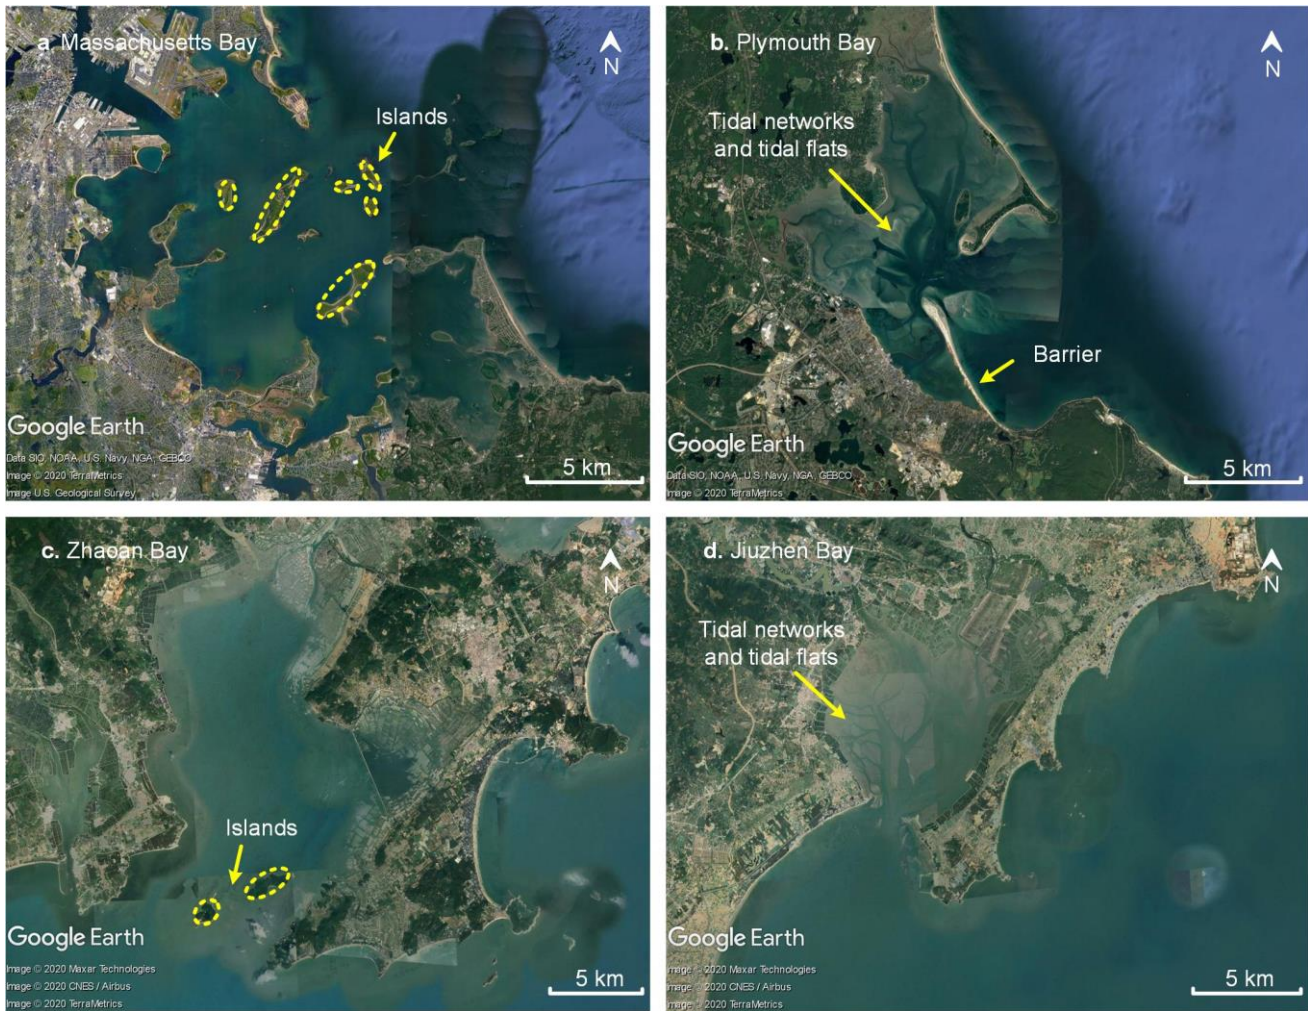 a. Massachusetts Bay
N
Islands
Google Earth
Data SIO, NOAA, U.S. Navy, NGA, GEBCO
Image © 2020 TerraMetrics
Image U.S. Geological Survey
5 km
b. Plymouth Bay
N
Tidal networks
and tidal flats
Barrier
Google Earth
Data SIO, NOAA, U.S. Navy, NGA, GEBCO
Image © 2020 TerraMetrics
5 km
c. Zhaoan Bay
N
Islands
Google Earth
Image © 2020 Maxar Technologies
Image © 2020 CNES / Airbus
Image © 2020 TerraMetrics
5 km
d. Jiuzhen Bay
N
Tidal networks
and tidal flats
Google Earth
Image © 2020 Maxar Technologies
Image © 2020 CNES / Airbus
Image © 2020 TerraMetrics
5 km